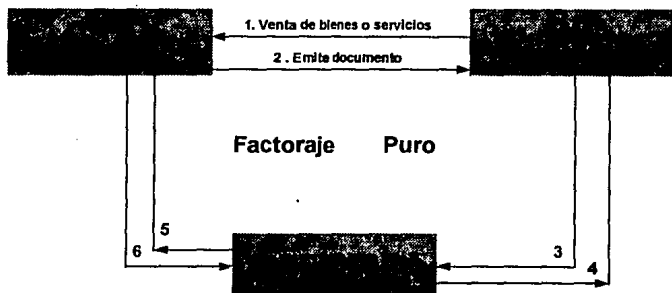 1. Venta de bienes o servicios
2 . Emite documento
Factoraje Puro
5
6
3
4